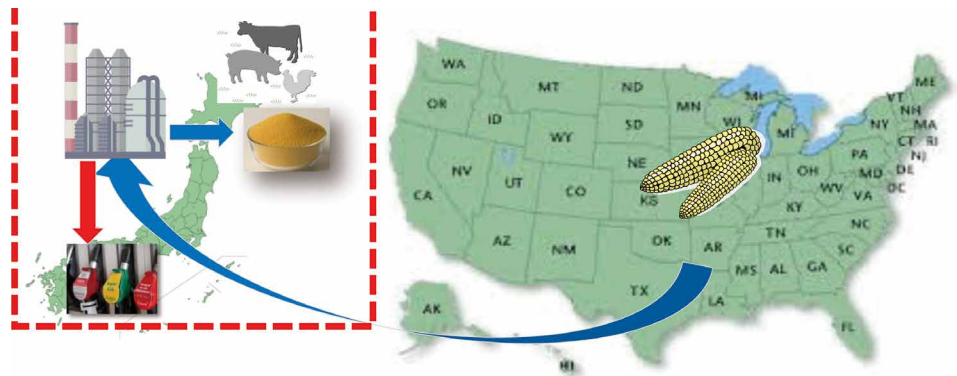 WA
MT
ND
MN
MI
ME
VT
NH
OR
ID
SD
WI
MI
NY
MA
WY
CT
RI
NE
PA
NJ
NV
UT
CO
IN
OH
MD
DE
CA
KS
WV
VA
DC
KY
NC
AZ
NM
OK
AR
TN
SC
TX
MS
AL
GA
LA
AK
FL
HI